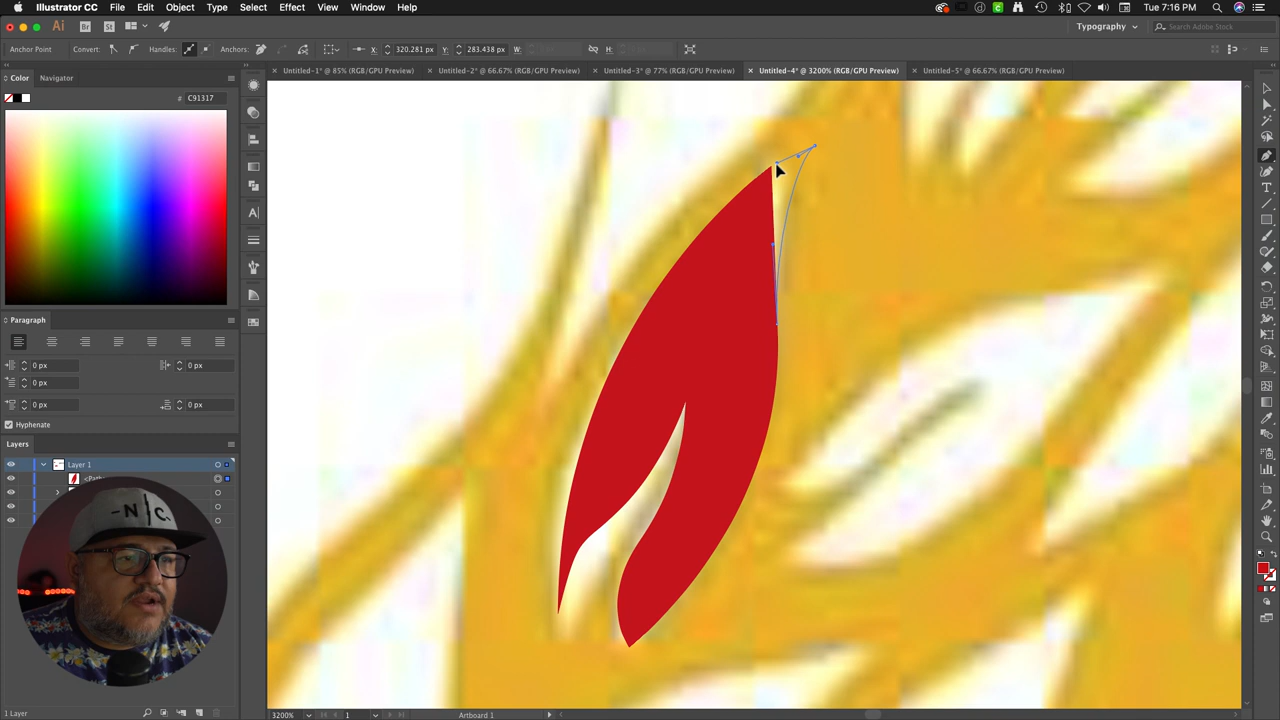 Illustrator CC File Edit Object Type Select Effect View Window Help
Tue 7:16 PM
Ai Br St Typography Search Adobe Stock
Anchor Point Convert: Handles: Anchors: X: 320.281 px Y: 283.438 px W: H:
Color Navigator
Untitled-1* @ 85% (RGB/GPU Preview) Untitled-2* @ 66.67% (RGB/GPU Preview) Untitled-3* @ 77% (RGB/GPU Preview) Untitled-4* @ 3200% (RGB/GPU Preview) Untitled-5* @ 66.67% (RGB/GPU Preview)
# C91317
Paragraph
0 px 0 px
0 px
0 px 0 px
Hyphenate
Layers
Layer 1
-N C.
1 Layer
3200% 1 Artboard 1